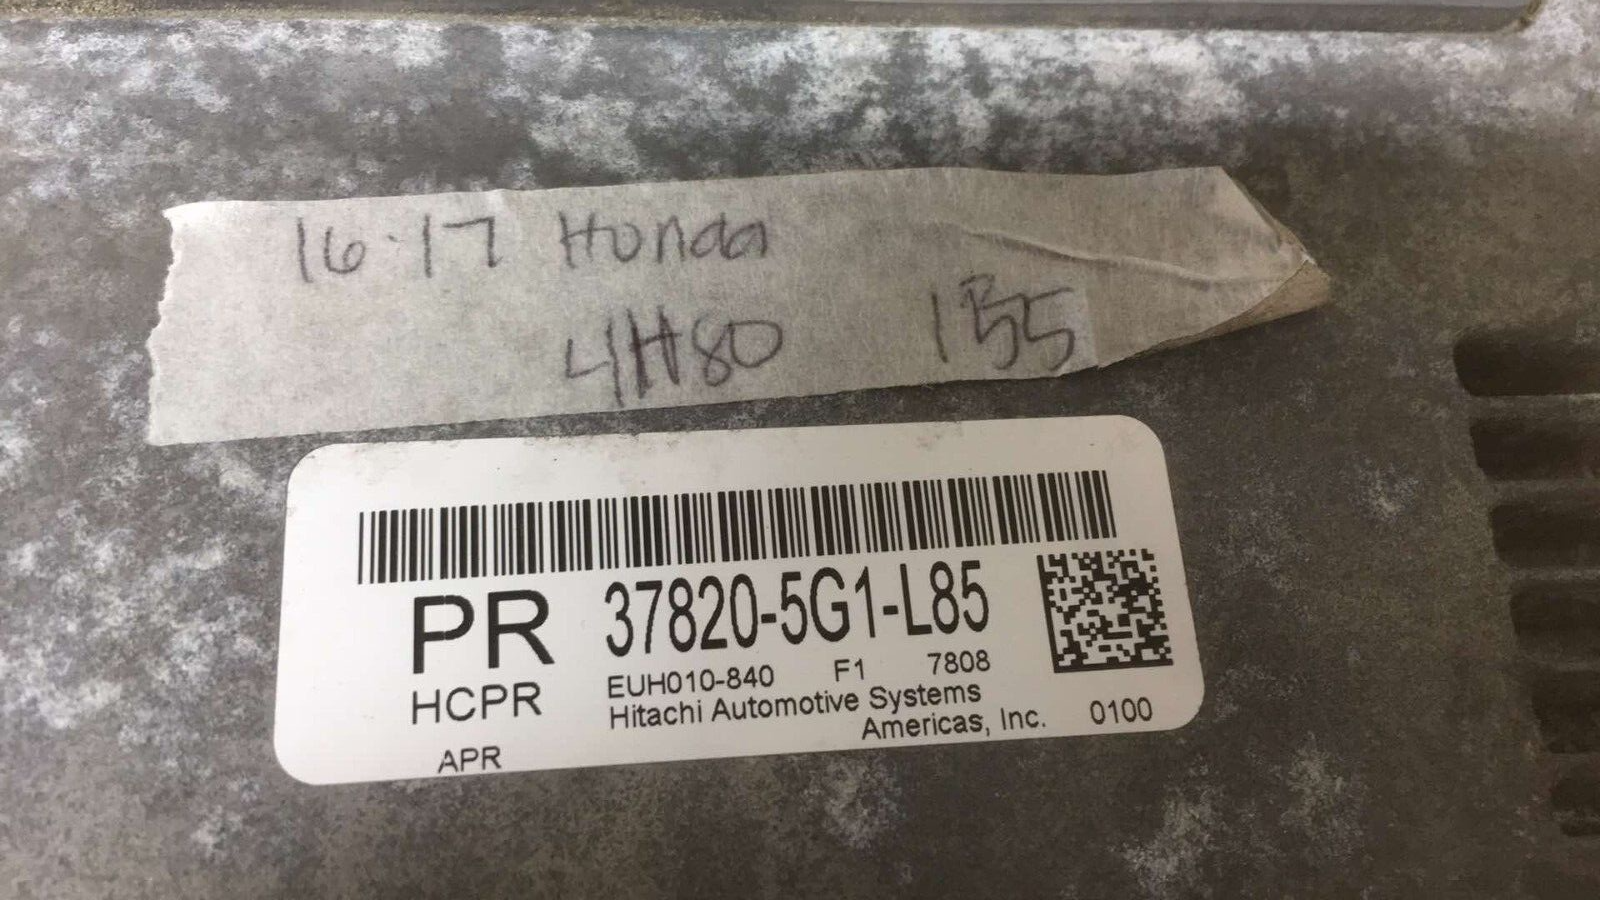 16-17 Honda
4H80 1B5
PR 37820-5G1-L85
HCPR EUH010-840 F1 7808
Hitachi Automotive Systems
Americas, Inc. 0100
APR